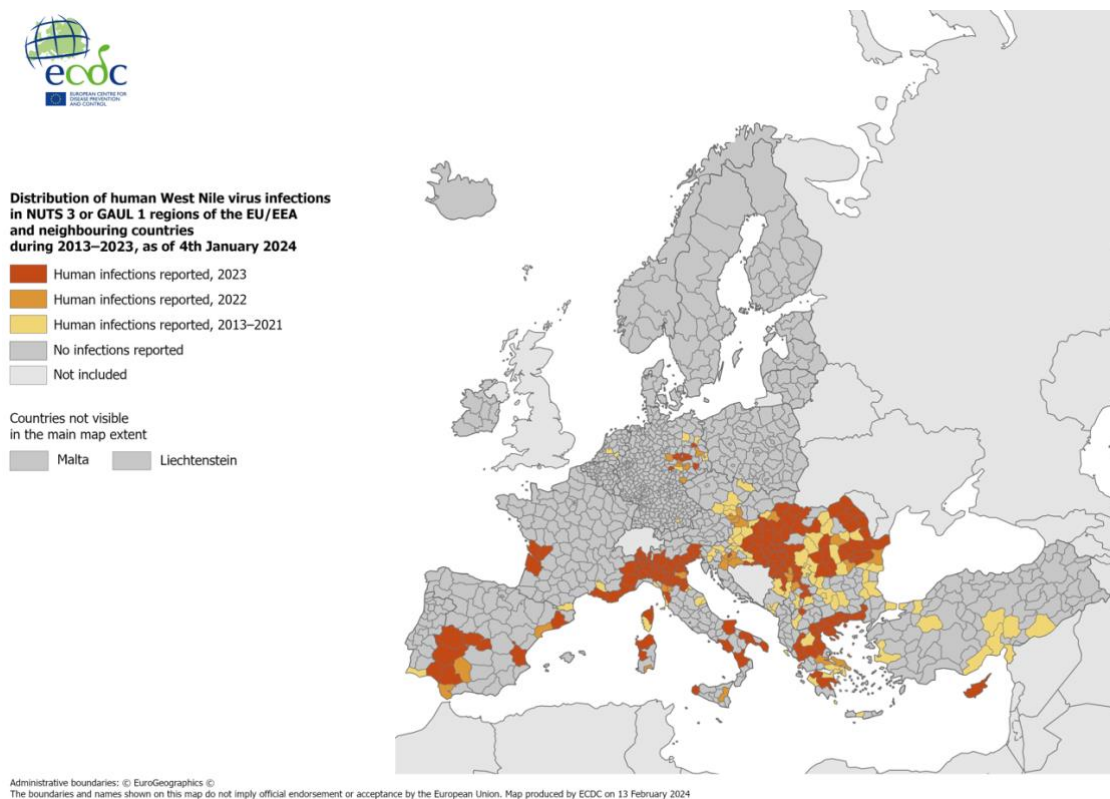 ecdc
EUROPEAN CENTRE FOR
DISEASE PREVENTION
AND CONTROL
Distribution of human West Nile virus infections
in NUTS 3 or GAUL 1 regions of the EU/EEA
and neighbouring countries
during 2013–2023, as of 4th January 2024
Human infections reported, 2023
Human infections reported, 2022
Human infections reported, 2013–2021
No infections reported
Not included
Countries not visible
in the main map extent
Malta
Liechtenstein
Administrative boundaries: © EuroGeographics ©
The boundaries and names shown on this map do not imply official endorsement or acceptance by the European Union. Map produced by ECDC on 13 February 2024